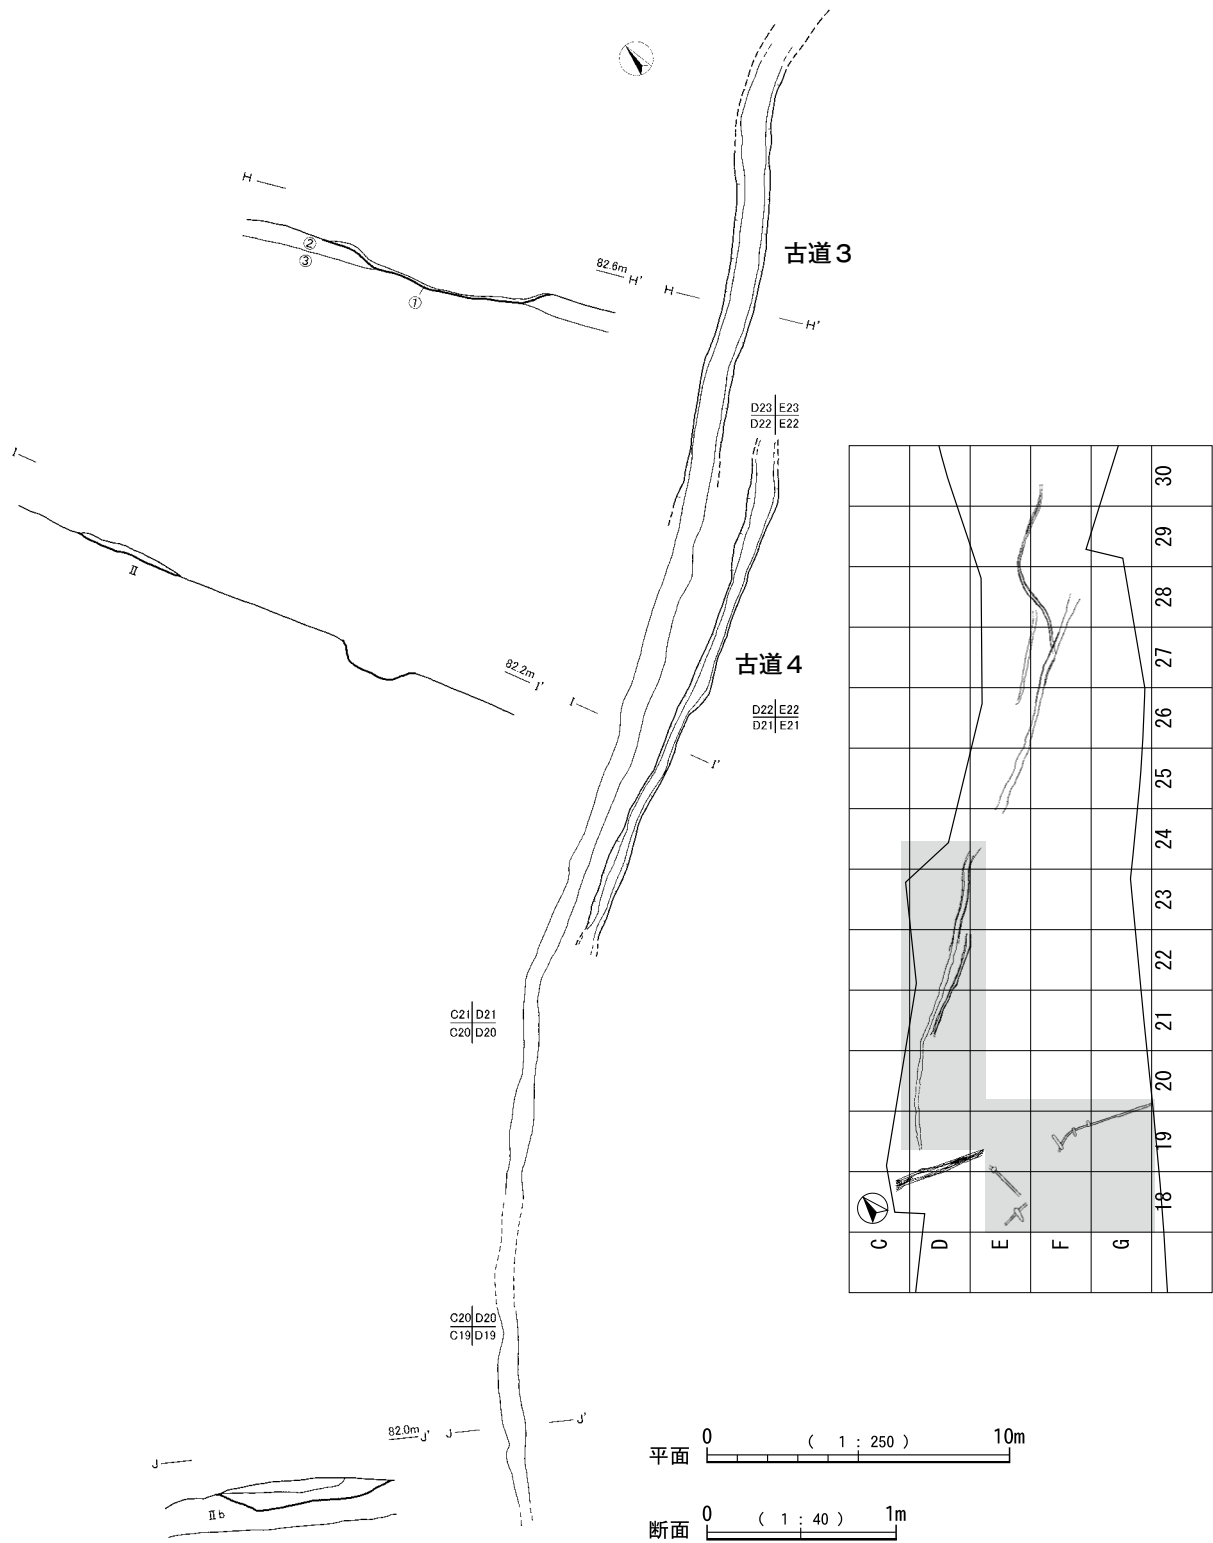 H
②
③
①
82.6m
H'
H
H'
古道３
D23 E23
D22 E22
I
Ⅱ
82.2m
I'
I
I'
古道４
D22 E22
D21 E21
C21 D21
C20 D20
C20 D20
C19 D19
82.0m
J'
J
J'
J
Ⅱb
平面
0
( 1 : 250 )
10m
断面
0
( 1 : 40 )
1m
30
29
28
27
26
25
24
23
22
21
20
19
18
C
D
E
F
G